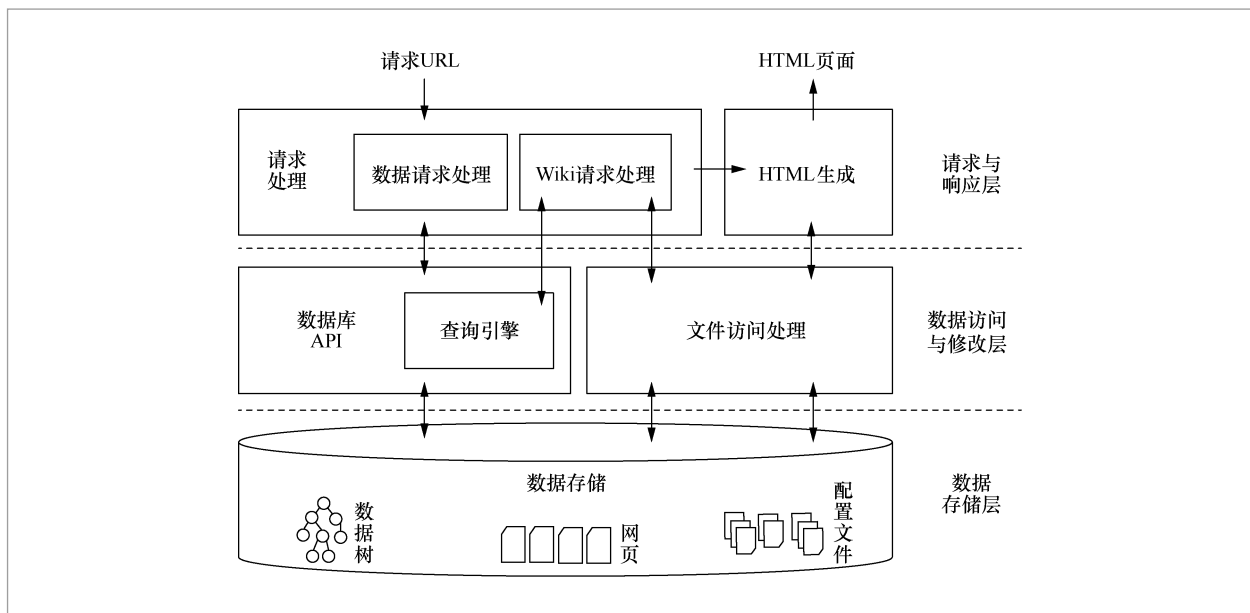 请求URL
HTML页面
请求
处理
数据请求处理
Wiki请求处理
HTML生成
请求与
响应层
数据库
API
查询引擎
文件访问处理
数据访问
与修改层
数据存储
数据树
网页
配置文件
数据
存储层